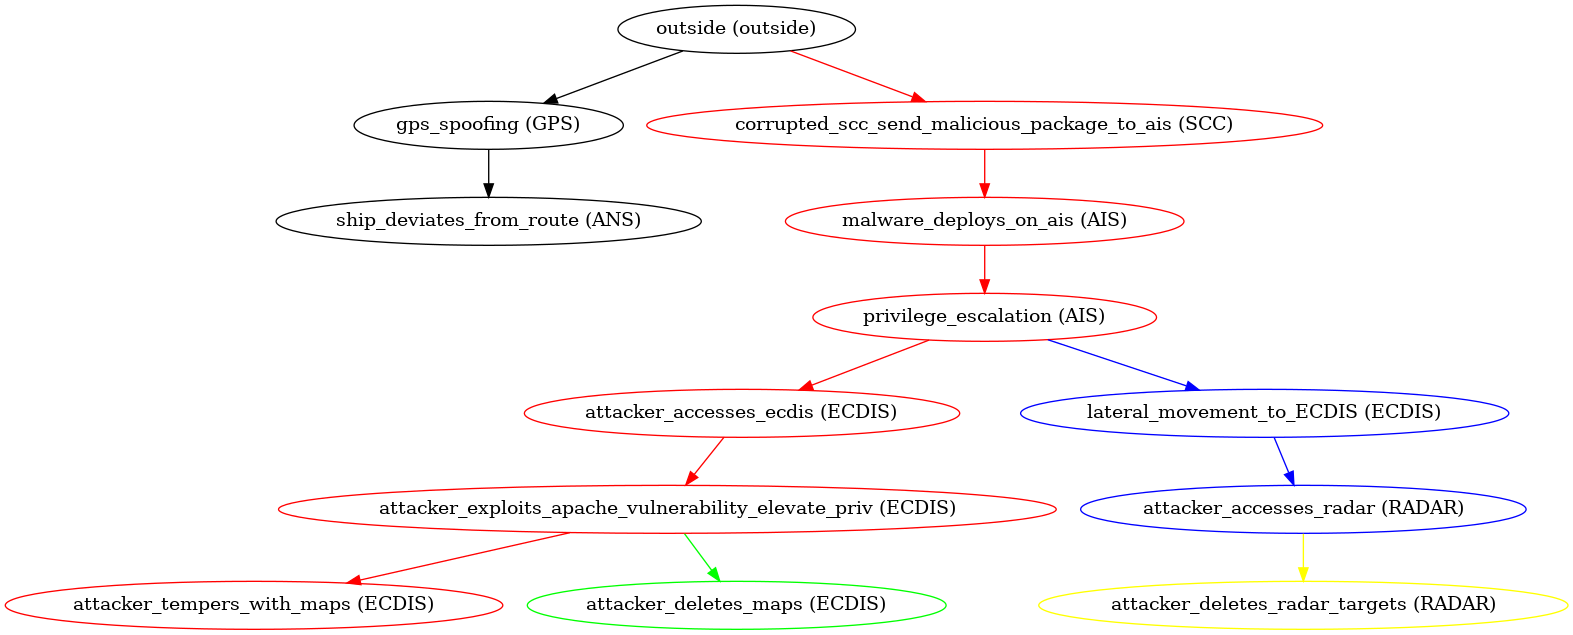 outside (outside)
gps_spoofing (GPS)
corrupted_scc_send_malicious_package_to_ais (SCC)
ship_deviates_from_route (ANS)
malware_deploys_on_ais (AIS)
privilege_escalation (AIS)
attacker_accesses_ecdis (ECDIS)
lateral_movement_to_ECDIS (ECDIS)
attacker_exploits_apache_vulnerability_elevate_priv (ECDIS)
attacker_accesses_radar (RADAR)
attacker_tempers_with_maps (ECDIS)
attacker_deletes_maps (ECDIS)
attacker_deletes_radar_targets (RADAR)